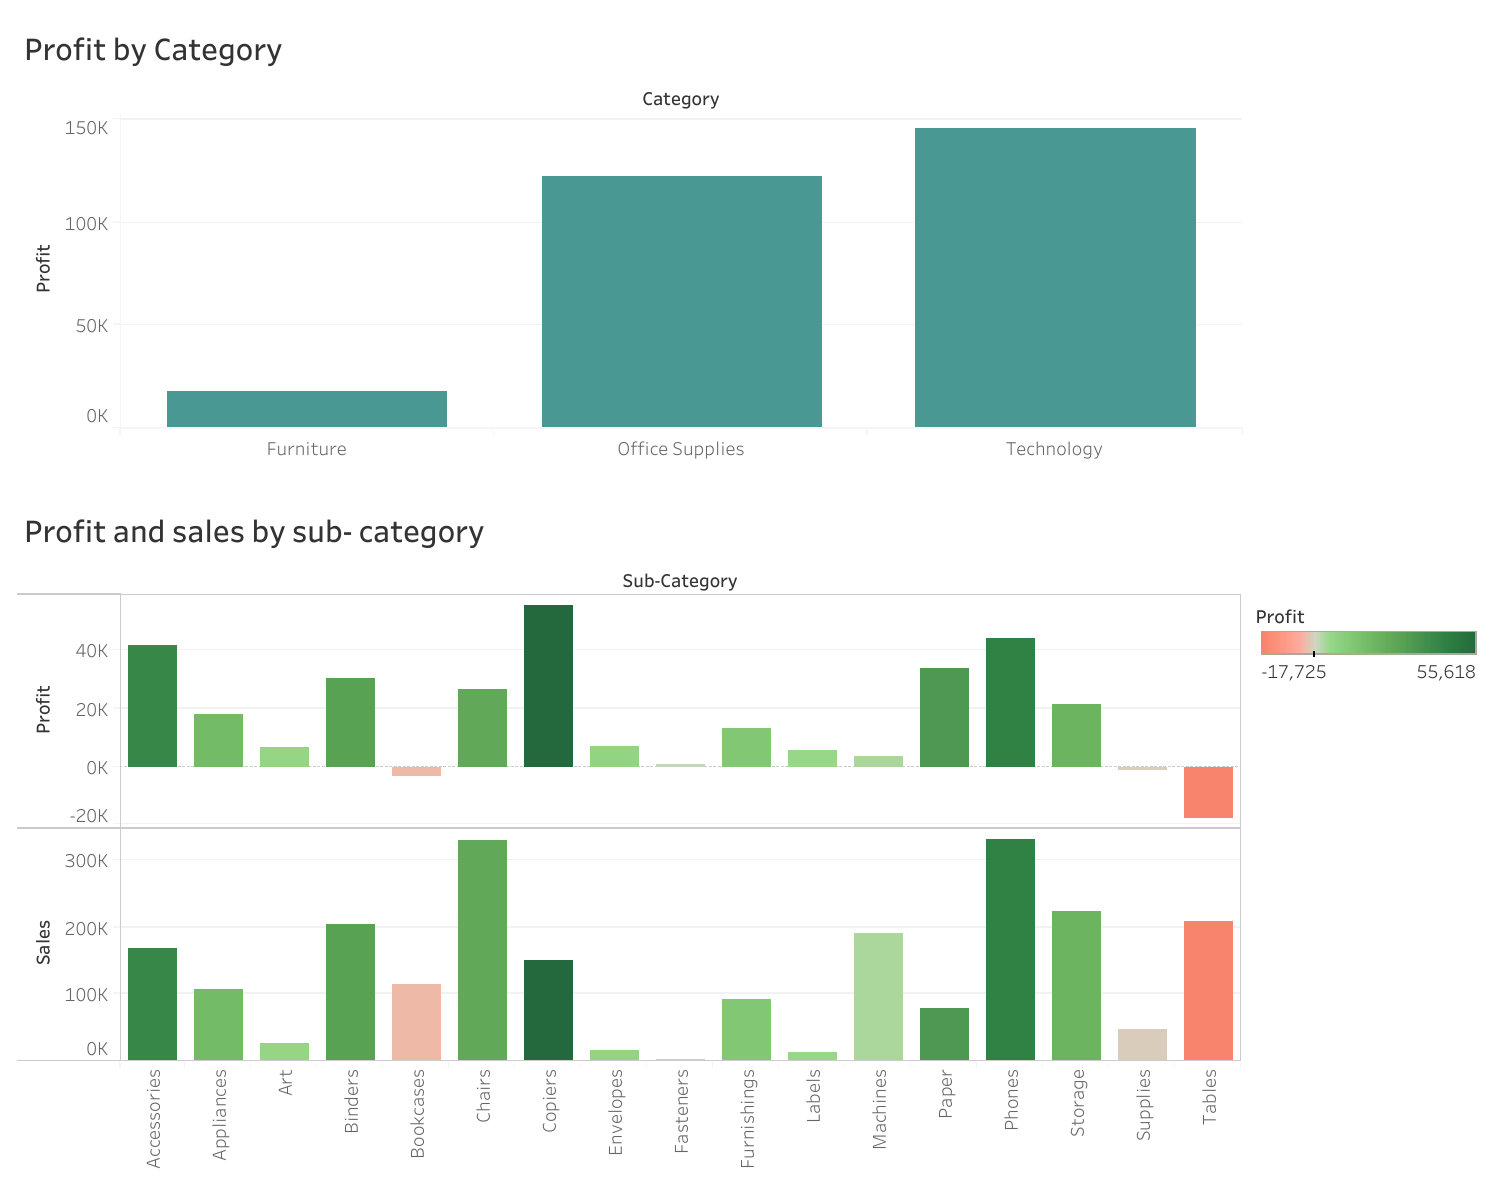 Profit by Category
Category
150K
100K
50K
0K
Profit
Furniture Office Supplies Technology
Profit and sales by sub- category
Sub-Category
Profit
40K
20K
0K
-20K
Profit
-17,725 55,618
300K
200K
100K
0K
Sales
Accessories
Appliances
Art
Binders
Bookcases
Chairs
Copiers
Envelopes
Fasteners
Furnishings
Labels
Machines
Paper
Phones
Storage
Supplies
Tables